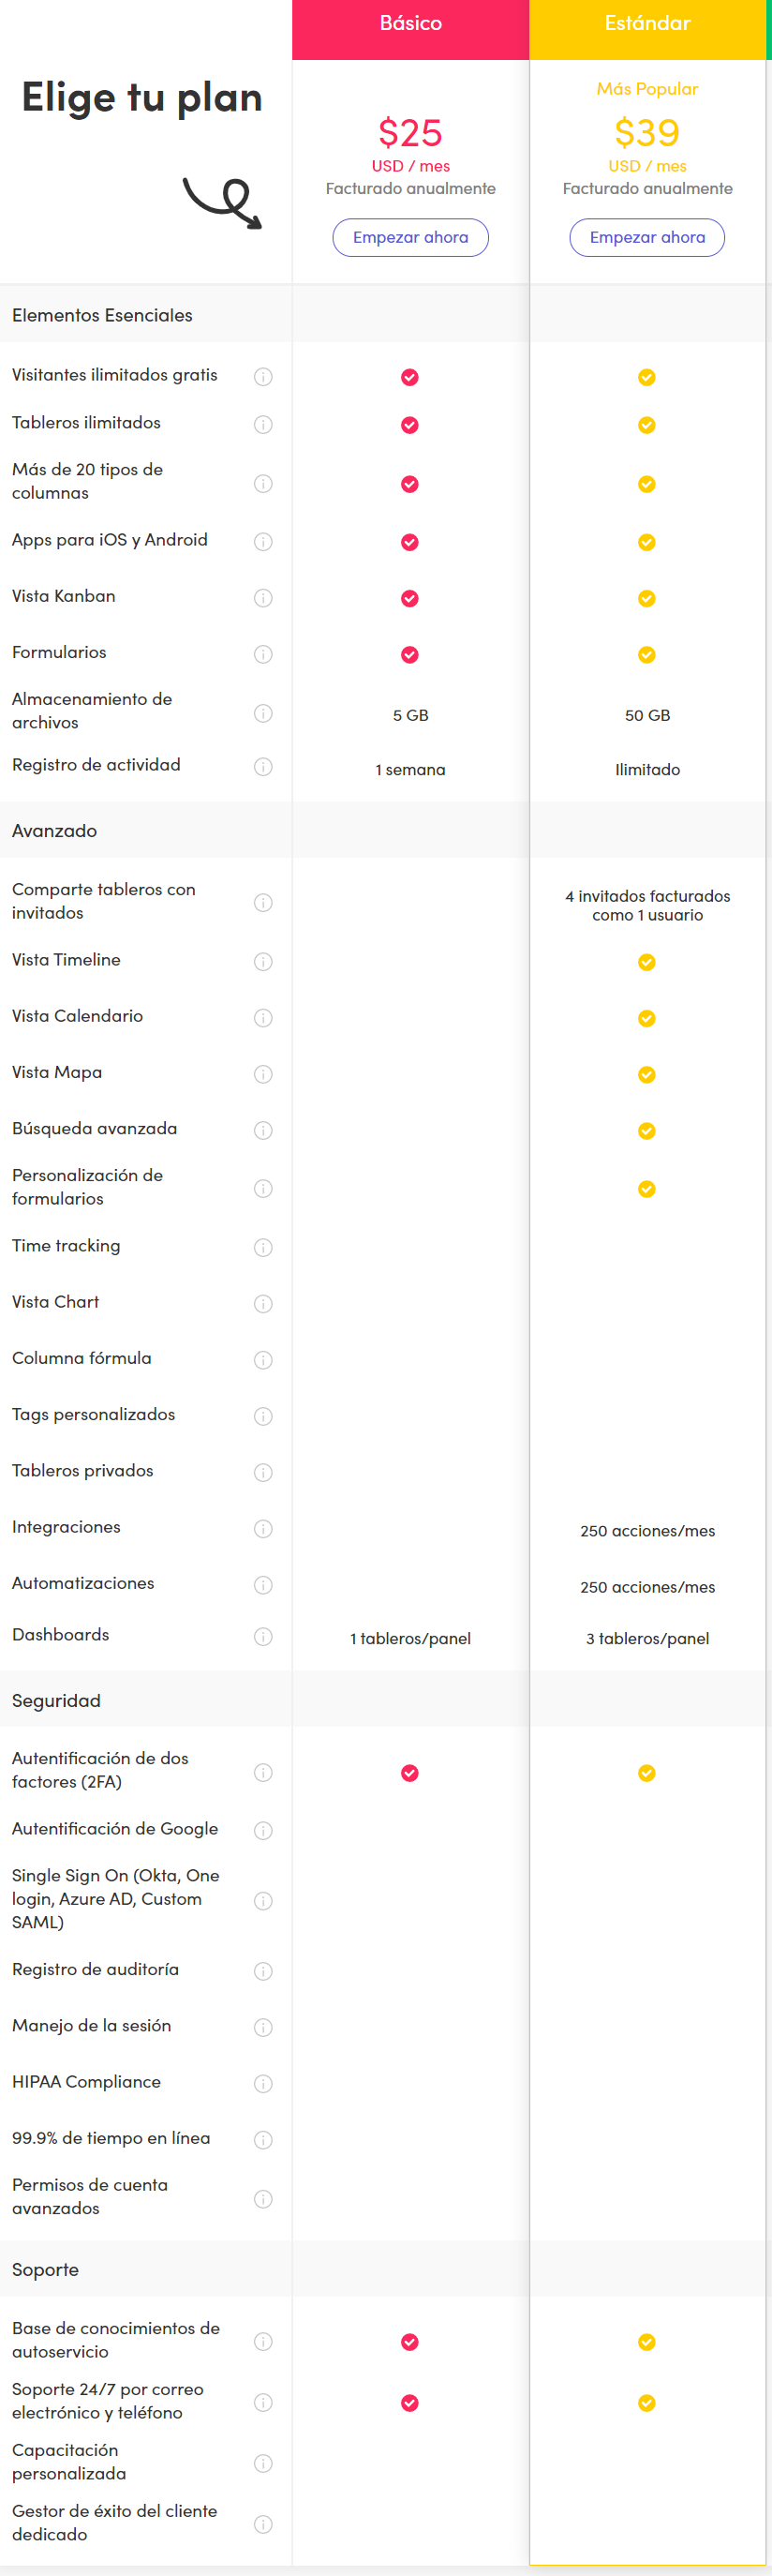 Básico
Estándar
Elige tu plan
Más Popular
$25
$39
USD / mes
USD / mes
Facturado anualmente
Facturado anualmente
Empezar ahora
Empezar ahora
Elementos Esenciales
Visitantes ilimitados gratis
Tableros ilimitados
Más de 20 tipos de
columnas
Apps para iOS y Android
Vista Kanban
Formularios
Almacenamiento de
archivos
5 GB
50 GB
Registro de actividad
1 semana
Ilimitado
Avanzado
Comparte tableros con
invitados
4 invitados facturados
como 1 usuario
Vista Timeline
Vista Calendario
Vista Mapa
Búsqueda avanzada
Personalización de
formularios
Time tracking
Vista Chart
Columna fórmula
Tags personalizados
Tableros privados
Integraciones
250 acciones/mes
Automatizaciones
250 acciones/mes
Dashboards
1 tableros/panel
3 tableros/panel
Seguridad
Autentificación de dos
factores (2FA)
Autentificación de Google
Single Sign On (Okta, One
login, Azure AD, Custom
SAML)
Registro de auditoría
Manejo de la sesión
HIPAA Compliance
99.9% de tiempo en línea
Permisos de cuenta
avanzados
Soporte
Base de conocimientos de
autoservicio
Soporte 24/7 por correo
electrónico y teléfono
Capacitación
personalizada
Gestor de éxito del cliente
dedicado